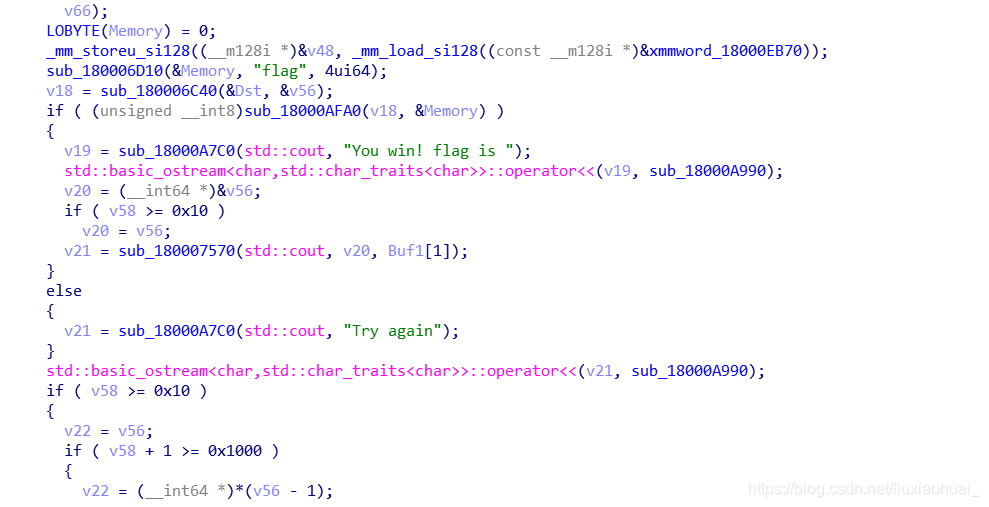 v66);
LOBYTE(Memory) = 0;
_mm_storeu_si128((__m128i *)&v48, _mm_load_si128((const __m128i *)&xmmword_18000EB70));
sub_180006D10(&Memory, "flag", 4ui64);
v18 = sub_180006C40(&Dst, &v56);
if ( (unsigned __int8)sub_18000AFA0(v18, &Memory) )
{
v19 = sub_18000A7C0(std::cout, "You win! flag is ");
std::basic_ostream<char,std::char_traits<char>>::operator<<(v19, sub_18000A990);
v20 = (__int64 *)&v56;
if ( v58 >= 0x10 )
v20 = v56;
v21 = sub_180007570(std::cout, v20, Buf1[1]);
}
else
{
v21 = sub_18000A7C0(std::cout, "Try again");
}
std::basic_ostream<char,std::char_traits<char>>::operator<<(v21, sub_18000A990);
if ( v58 >= 0x10 )
{
v22 = v56;
if ( v58 + 1 >= 0x1000 )
{
v22 = (__int64 *)*(v56 - 1);
https://blog.csdn.net/liuxiaohuai_